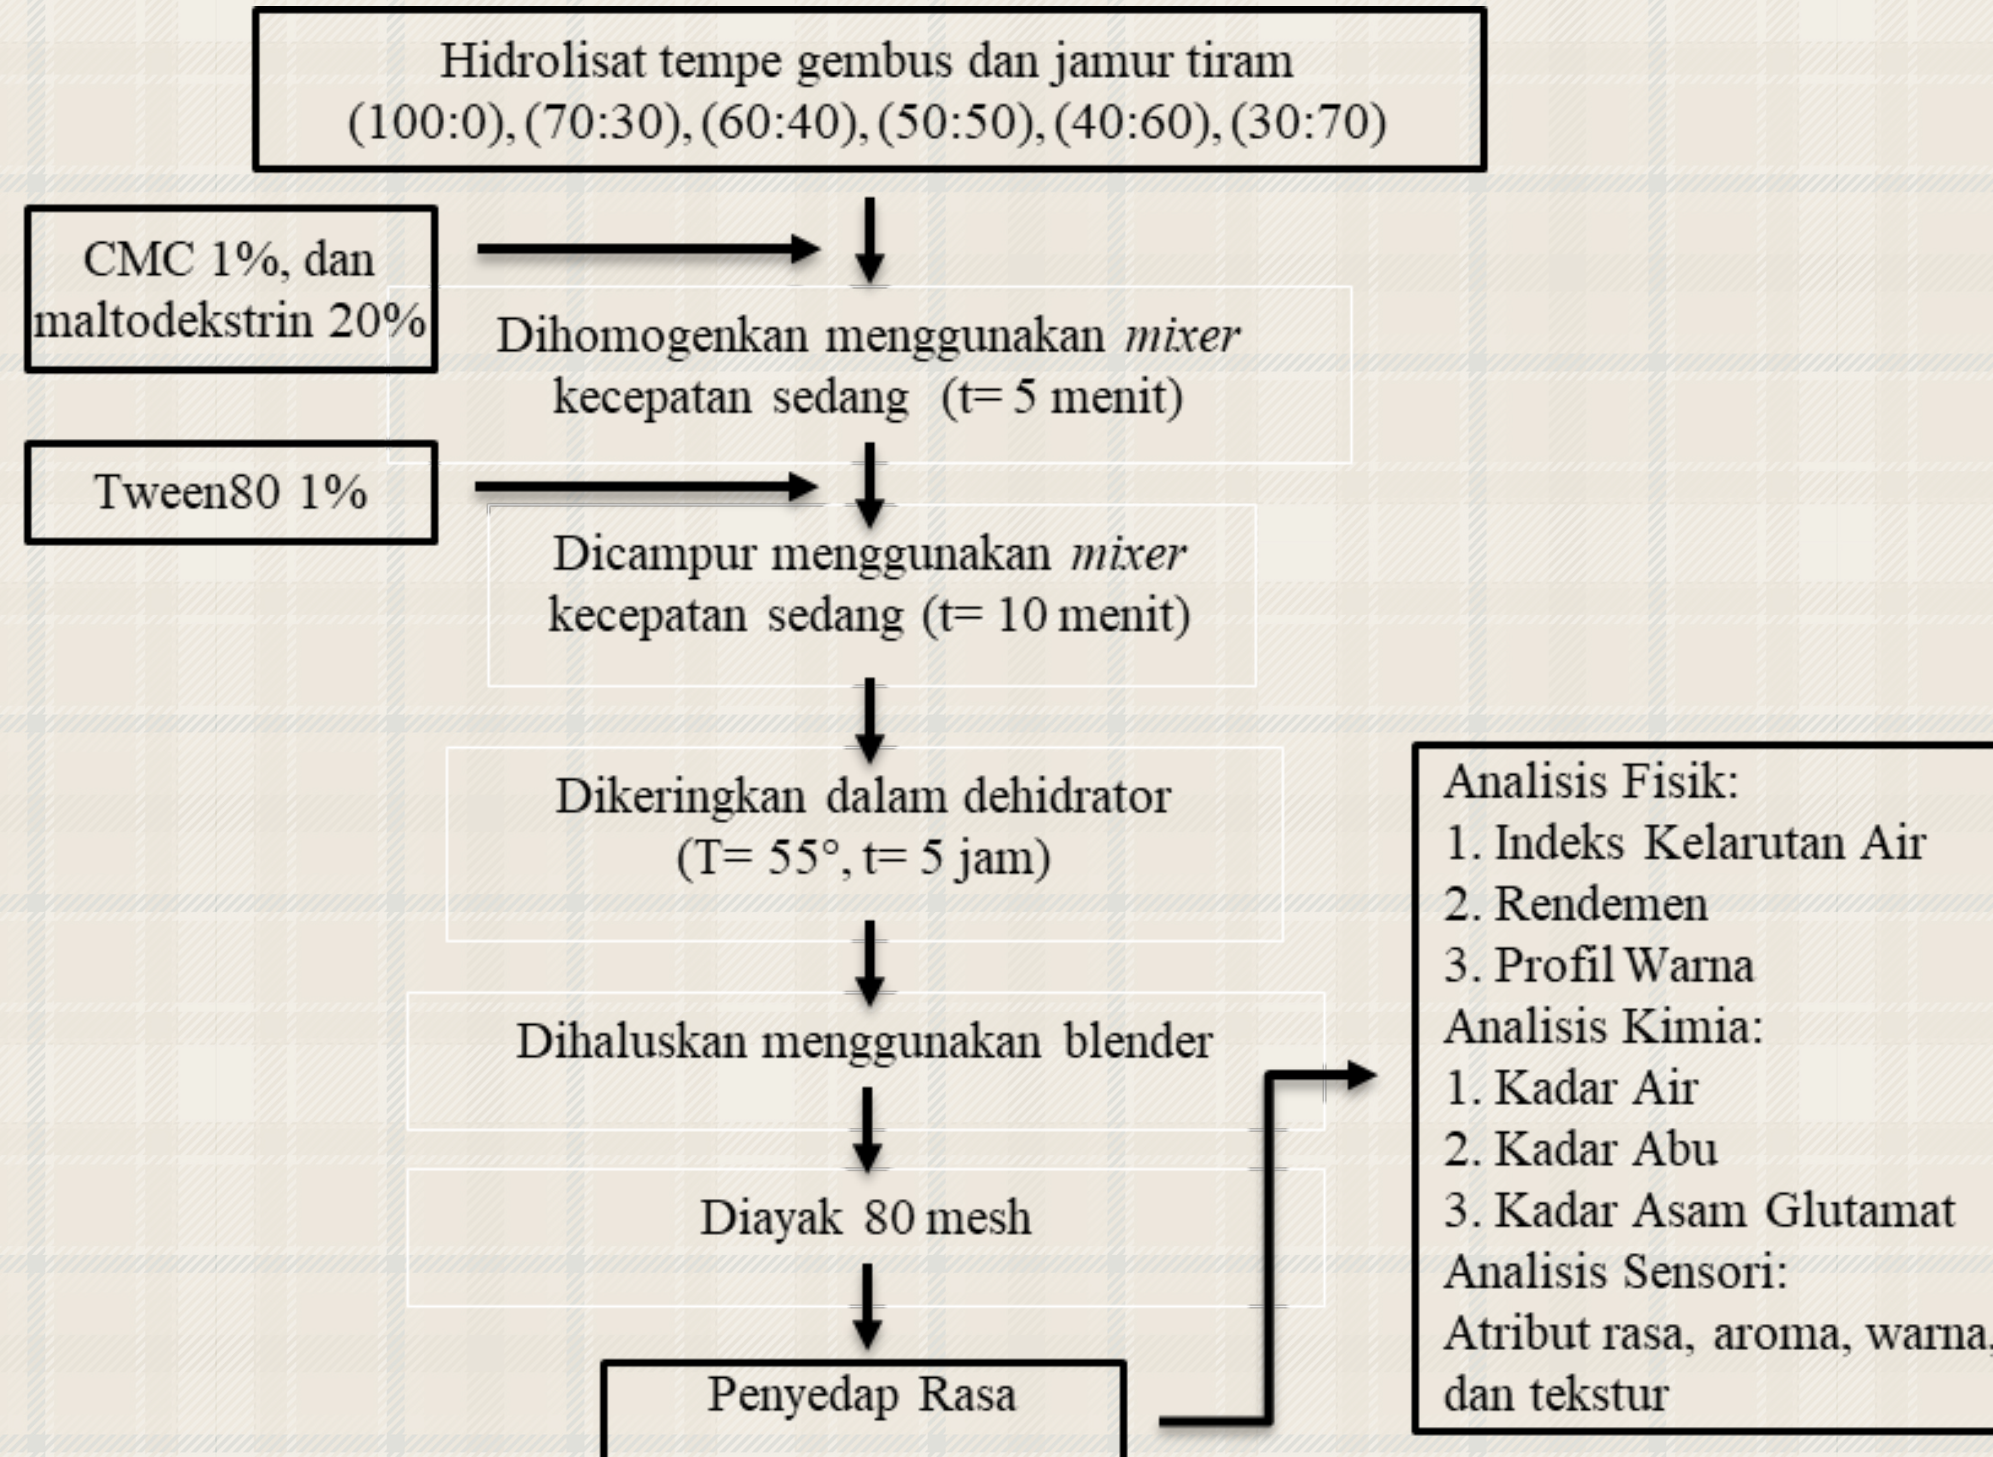 Hidrolisat tempe gembus dan jamur tiram
(100:0), (70:30), (60:40), (50:50), (40:60), (30:70)
CMC 1%, dan
maltodekstrin 20%
Dihomogenkan menggunakan mixer
kecepatan sedang (t= 5 menit)
Tween80 1%
Dicampur menggunakan mixer
kecepatan sedang (t= 10 menit)
Dikeringkan dalam dehidrator
(T= 55°, t= 5 jam)
Dihaluskan menggunakan blender
Diayak 80 mesh
Penyedap Rasa
Analisis Fisik:
1. Indeks Kelarutan Air
2. Rendemen
3. Profil Warna
Analisis Kimia:
1. Kadar Air
2. Kadar Abu
3. Kadar Asam Glutamat
Analisis Sensori:
Atribut rasa, aroma, warna,
dan tekstur